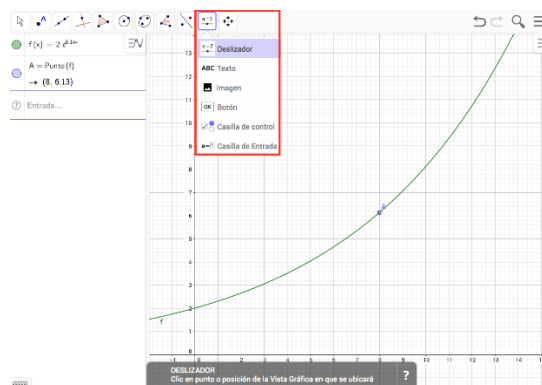 f(x) = 2 e^0.14x
A = Punto(f)
→ (8, 6.13)
Entrada...
a=2 Deslizador
ABC Texto
Imagen
OK Botón
Casilla de control
a=1 Casilla de Entrada
13
12
11
10
9
8
7
6
5
4
3
2
1
0
A
f
-1 0 1 2 3 4 5 6 7 8 9 10 11 12 13 14
DESLIZADOR
Clic en punto o posición de la Vista Gráfica en que se ubicará
?